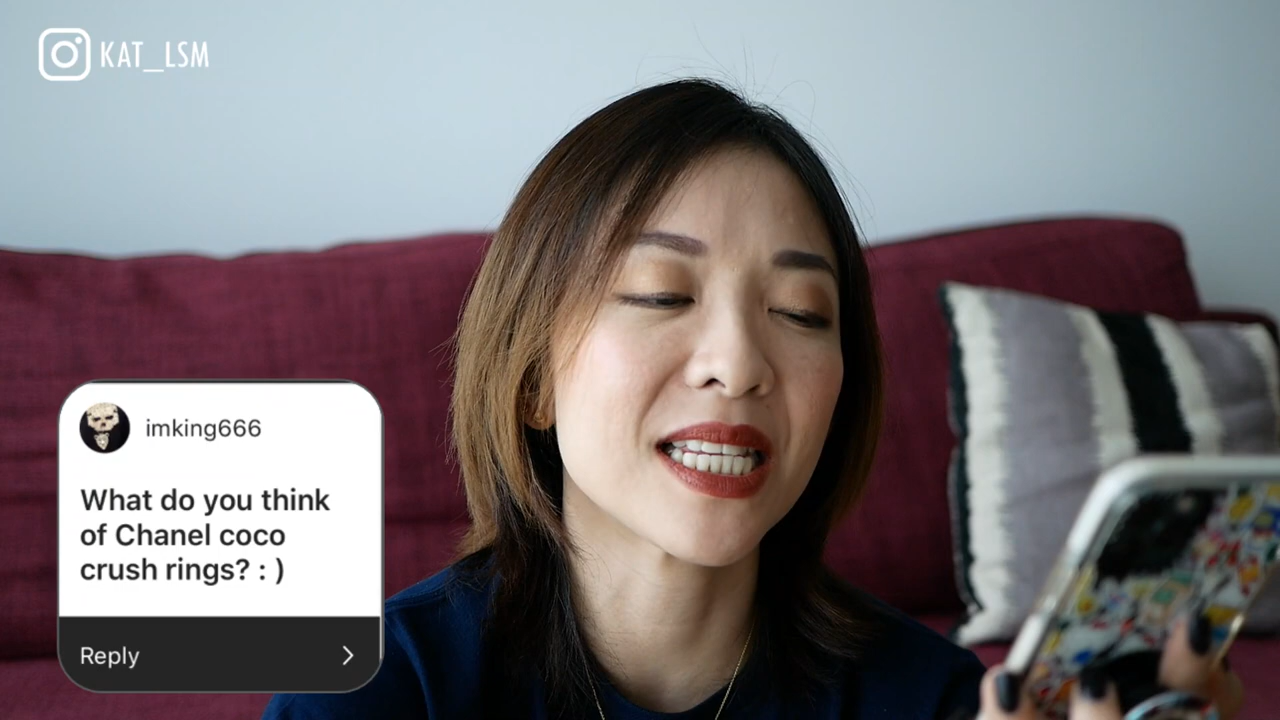 KAT_LSM
imking666
What do you think
of Chanel coco
crush rings? : )
Reply